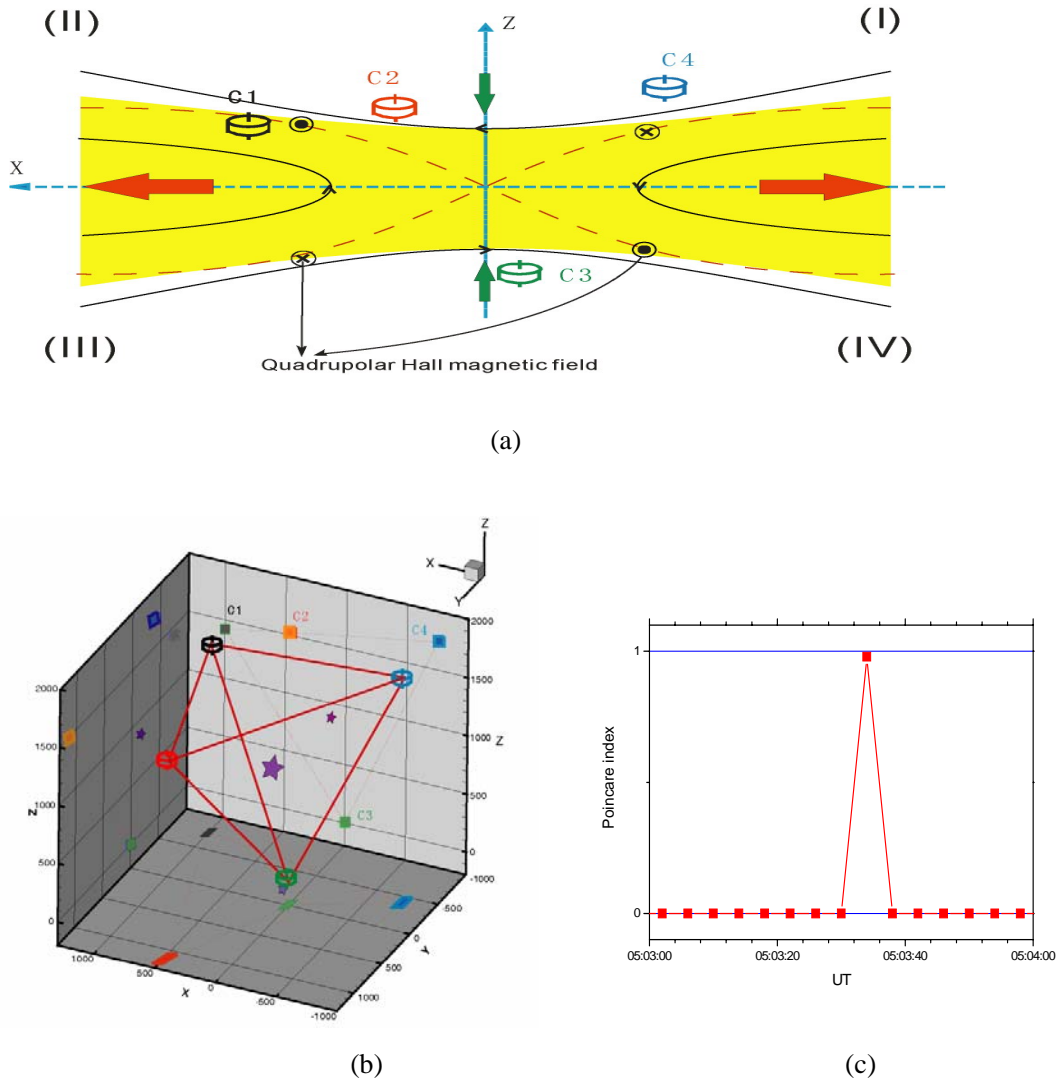 (II)
Z
(I)
C1
C2
C4
X
C3
(III)
(IV)
Quadrupolar Hall magnetic field
(a)
Z
X
Y
C1
C2
C4
C3
2000
1500
1000
500
0
Z
2000
1500
1000
500
0
-1000
Z
1000
500
0
-500
-1000
X
-500
0
500
1000
Y
(b)
1
0
Poincare index
05:03:00
05:03:20
05:03:40
05:04:00
UT
(c)